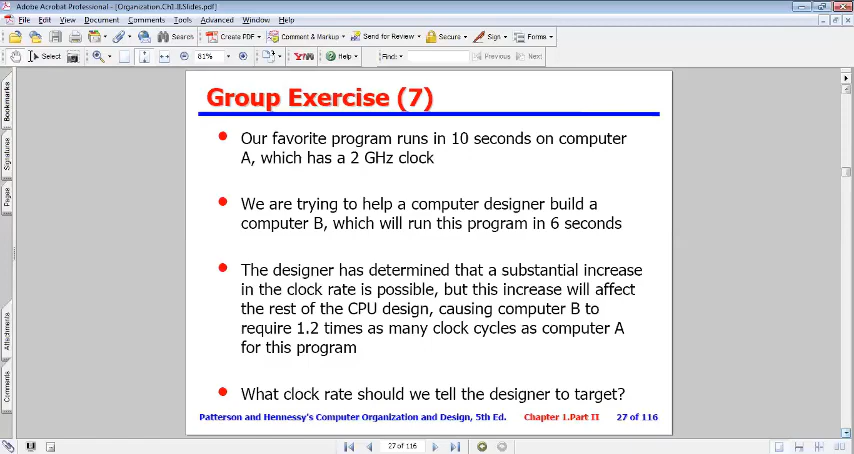 Adobe Acrobat Professional - [Organization.Ch1.II.Slides.pdf]
File Edit View Document Comments Tools Advanced Window Help
Search Create PDF Comment & Markup Send for Review Secure Sign Forms
Select 81% Help Find: Previous Next
Bookmarks
Signatures
Pages
Attachments
Comments
Group Exercise (7)
Our favorite program runs in 10 seconds on computer
A, which has a 2 GHz clock
We are trying to help a computer designer build a
computer B, which will run this program in 6 seconds
The designer has determined that a substantial increase
in the clock rate is possible, but this increase will affect
the rest of the CPU design, causing computer B to
require 1.2 times as many clock cycles as computer A
for this program
What clock rate should we tell the designer to target?
Patterson and Hennessy's Computer Organization and Design, 5th Ed. Chapter 1.Part II 27 of 116
27 of 116